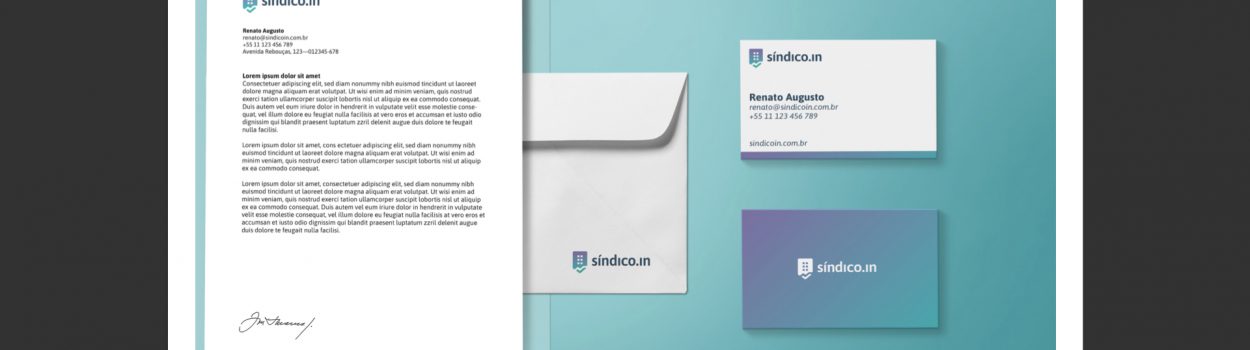 síndico.in
Renato Augusto
renato@sindicoin.com.br
+55 11 123 456 789
Avenida Rebouças, 123—012345-678
Lorem ipsum dolor sit amet
Consectetuer adipiscing elit, sed diam nonummy nibh euismod tincidunt ut laoreet
dolore magna aliquam erat volutpat. Ut wisi enim ad minim veniam, quis nostrud
exerci tation ullamcorper suscipit lobortis nisl ut aliquip ex ea commodo consequat.
Duis autem vel eum iriure dolor in hendrerit in vulputate velit esse molestie conse-
quat, vel illum dolore eu feugiat nulla facilisis at vero eros et accumsan et iusto odio
dignissim qui blandit praesent luptatum zzril delenit augue duis dolore te feugait
nulla facilisi.
Lorem ipsum dolor sit amet, cons ectetuer adipiscing elit, sed diam nonummy nibh
euismod tincidunt ut laoreet dolore magna aliquam erat volutpat. Ut wisi enim ad
minim veniam, quis nostrud exerci tation ullamcorper suscipit lobortis nisl ut aliquip
ex ea commodo consequat.
Lorem ipsum dolor sit amet, consectetuer adipiscing elit, sed diam nonummy nibh
euismod tincidunt ut laoreet dolore magna aliquam erat volutpat. Ut wisi enim ad
minim veniam, quis nostrud exerci tation ullamcorper suscipit lobortis nisl ut aliquip
ex ea commodo consequat. Duis autem vel eum iriure dolor in hendrerit in vulputate
velit esse molestie consequat, vel illum dolore eu feugiat nulla facilisis at vero eros et
accumsan et iusto odio dignissim qui blandit praesent luptatum zzril delenit augue
duis dolore te feugait nulla facilisi.
síndico.in
síndico.in
Renato Augusto
renato@sindicoin.com.br
+55 11 123 456 789
sindicoin.com.br
síndico.in